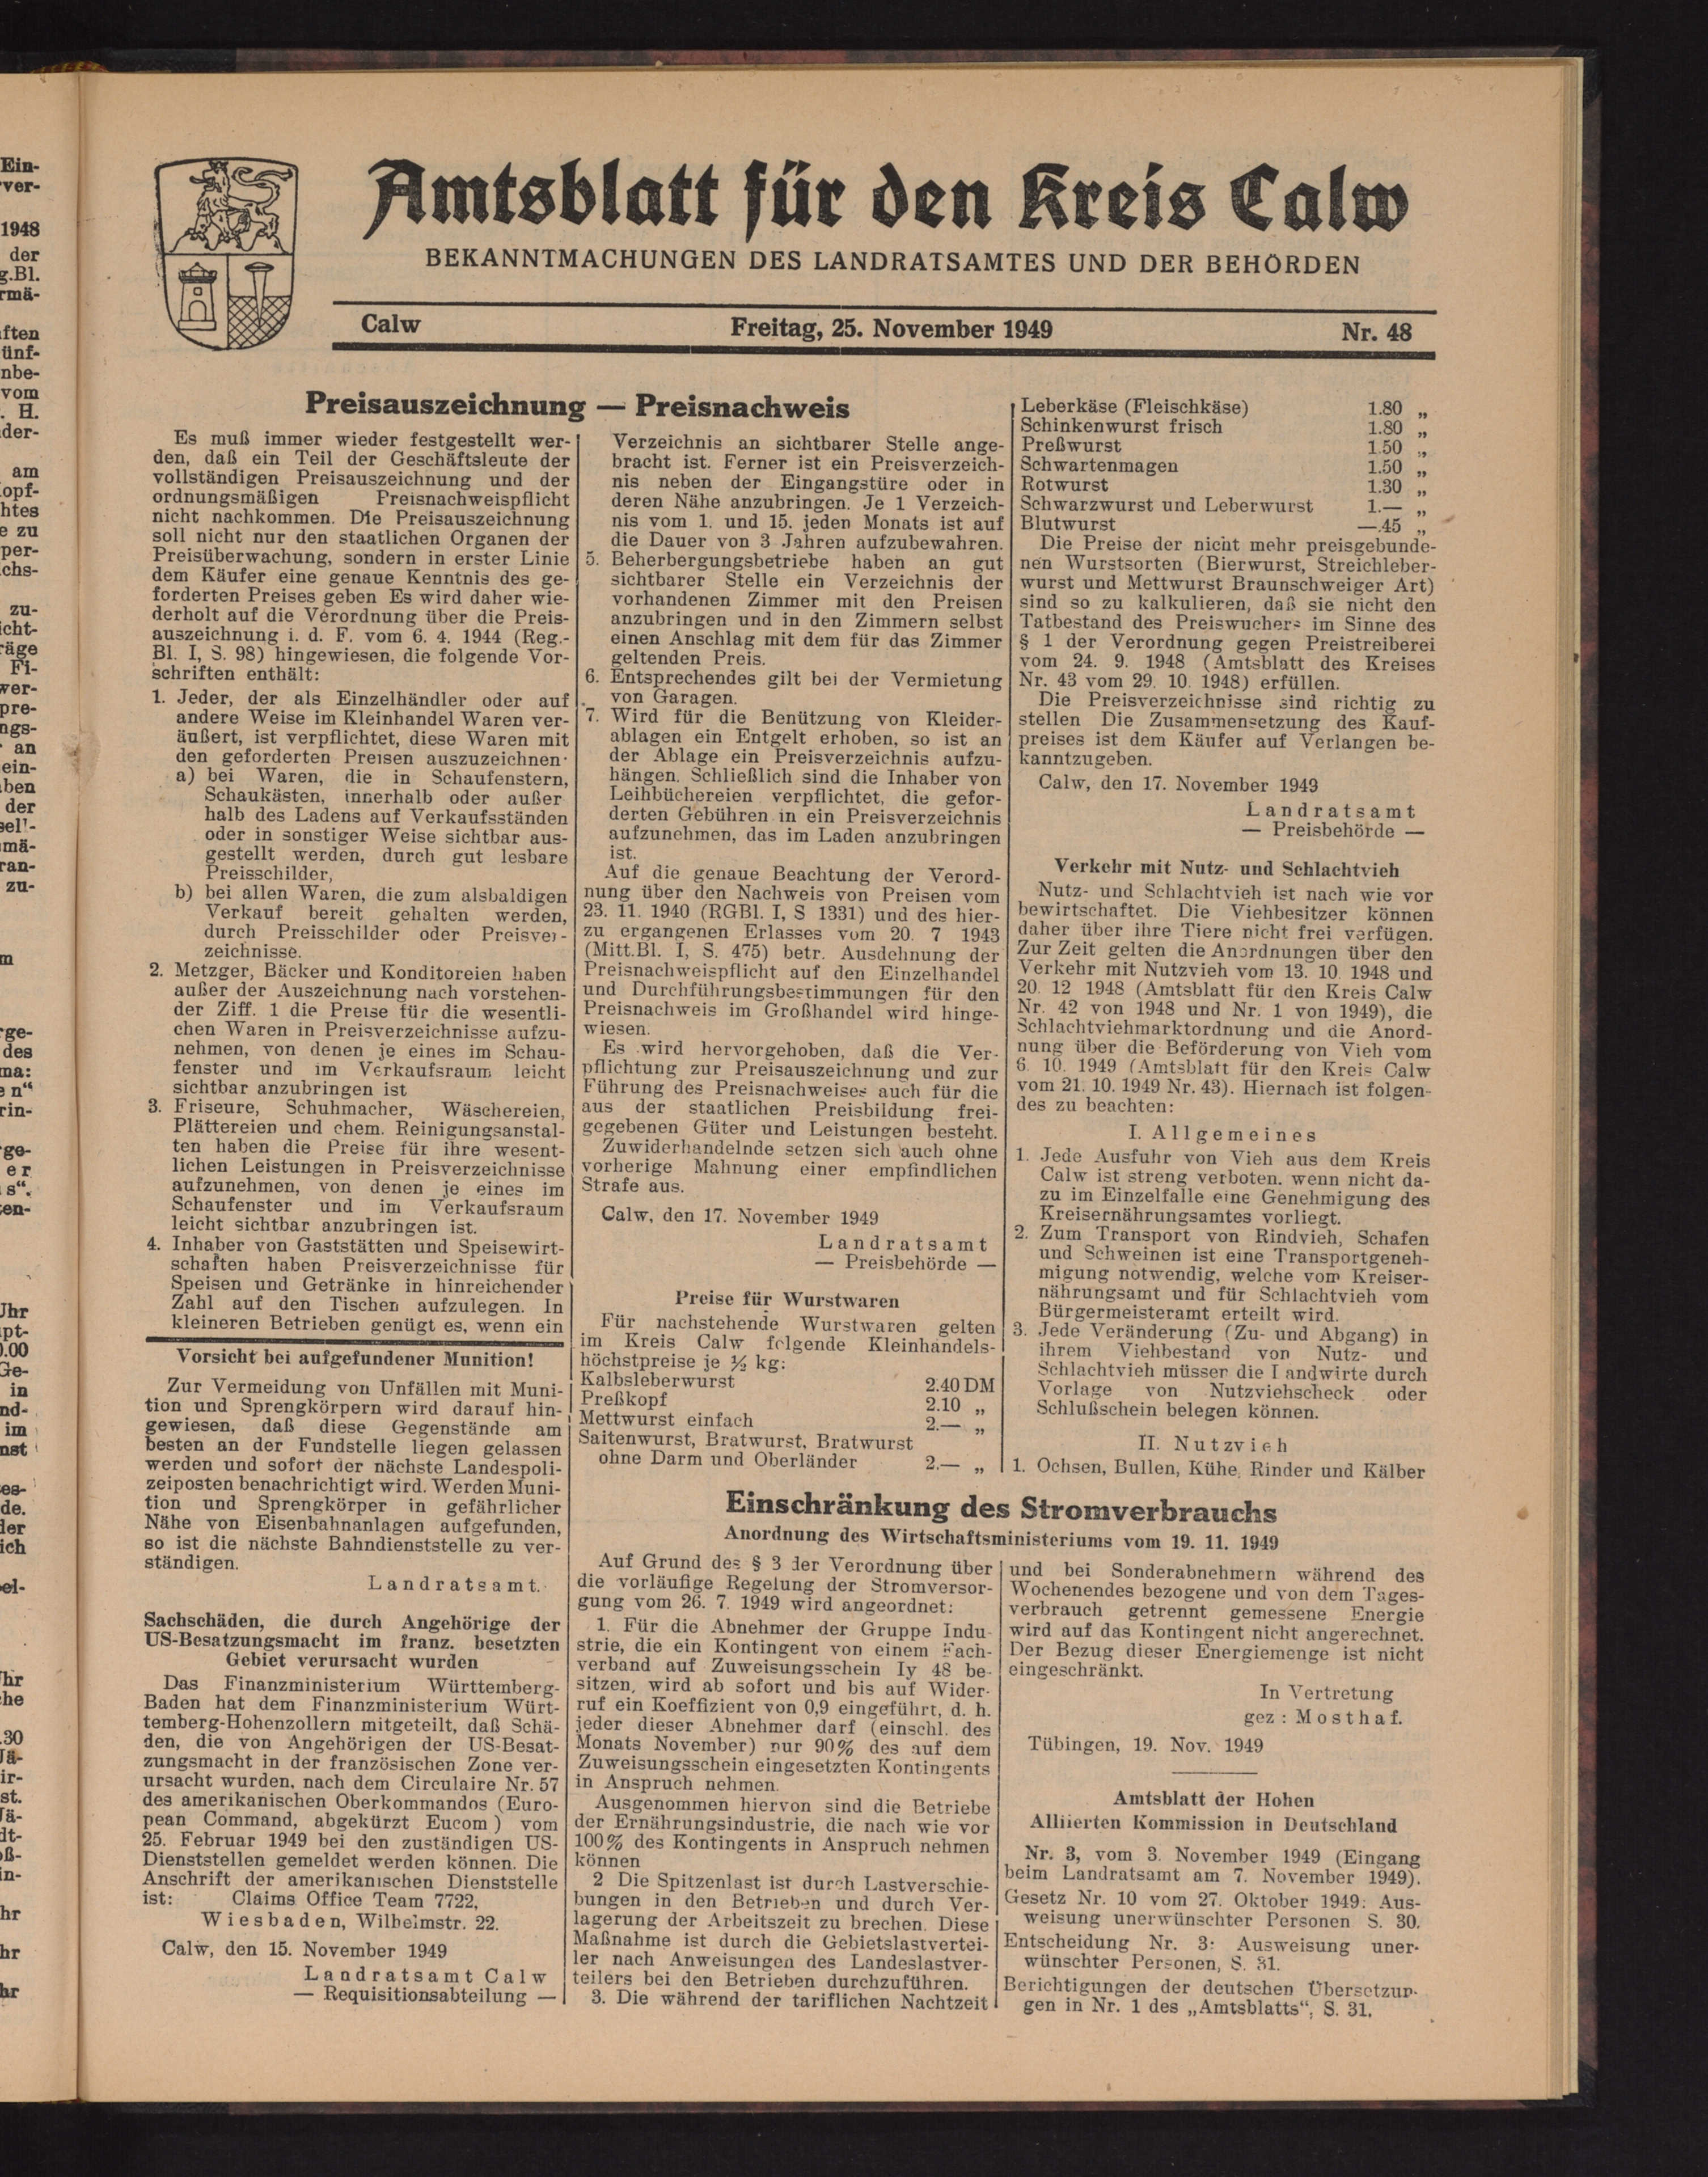 Amtsblatt für den Kreis Calw
BEKANNTMACHUNGEN DES LANDRATSAMTES UND DER BEHÖRDEN
Calw Freitag, 25. November 1949 Nr. 48
Preisauszeichnung — Preisnachweis
Es muß immer wieder festgestellt wer-
den, daß ein Teil der Geschäftsleute der
vollständigen Preisauszeichnung und der
ordnungsmäßigen Preisnachweispflicht
nicht nachkommen. Die Preisauszeichnung
soll nicht nur den staatlichen Organen der
Preisüberwachung, sondern in erster Linie
dem Käufer eine genaue Kenntnis des ge-
forderten Preises geben Es wird daher wie-
derholt auf die Verordnung über die Preis-
auszeichnung i. d. F. vom 6. 4. 1944 (Reg.-
Bl. I, S. 98) hingewiesen, die folgende Vor-
schriften enthält:
1. Jeder, der als Einzelhändler oder auf
andere Weise im Kleinhandel Waren ver-
äußert, ist verpflichtet, diese Waren mit
den geforderten Preisen auszuzeichnen:
a) bei Waren, die in Schaufenstern,
Schaukästen, innerhalb oder außer
halb des Ladens auf Verkaufsständen
oder in sonstiger Weise sichtbar aus-
gestellt werden, durch gut lesbare
Preisschilder,
b) bei allen Waren, die zum alsbaldigen
Verkauf bereit gehalten werden,
durch Preisschilder oder Preisver-
zeichnisse.
2. Metzger, Bäcker und Konditoreien haben
außer der Auszeichnung nach vorstehen-
der Ziff. 1 die Preise für die wesentli-
chen Waren in Preisverzeichnisse aufzu-
nehmen, von denen je eines im Schau-
fenster und im Verkaufsraum leicht
sichtbar anzubringen ist
3. Friseure, Schuhmacher, Wäschereien,
Plättereien und chem. Reinigungsanstal-
ten haben die Preise für ihre wesent-
lichen Leistungen in Preisverzeichnisse
aufzunehmen, von denen je eines im
Schaufenster und im Verkaufsraum
leicht sichtbar anzubringen ist.
4. Inhaber von Gaststätten und Speisewirt-
schaften haben Preisverzeichnisse für
Speisen und Getränke in hinreichender
Zahl auf den Tischen aufzulegen. In
kleineren Betrieben genügt es, wenn ein
Verzeichnis an sichtbarer Stelle ange-
bracht ist. Ferner ist ein Preisverzeich-
nis neben der Eingangstüre oder in
deren Nähe anzubringen. Je 1 Verzeich-
nis vom 1. und 15. jeden Monats ist auf
die Dauer von 3 Jahren aufzubewahren.
5. Beherbergungsbetriebe haben an gut
sichtbarer Stelle ein Verzeichnis der
vorhandenen Zimmer mit den Preisen
anzubringen und in den Zimmern selbst
einen Anschlag mit dem für das Zimmer
geltenden Preis.
6. Entsprechendes gilt bei der Vermietung
von Garagen.
7. Wird für die Benützung von Kleider-
ablagen ein Entgelt erhoben, so ist an
der Ablage ein Preisverzeichnis aufzu-
hängen. Schließlich sind die Inhaber von
Leihbüchereien verpflichtet, die gefor-
derten Gebühren in ein Preisverzeichnis
aufzunehmen, das im Laden anzubringen
ist.
Auf die genaue Beachtung der Verord-
nung über den Nachweis von Preisen vom
23. 11. 1940 (RGBl. I, S 1331) und des hier-
zu ergangenen Erlasses vom 20. 7 1943
(Mitt.Bl. I, S. 475) betr. Ausdehnung der
Preisnachweispflicht auf den Einzelhandel
und Durchführungsbestimmungen für den
Preisnachweis im Großhandel wird hinge-
wiesen.
Es wird hervorgehoben, daß die Ver-
pflichtung zur Preisauszeichnung und zur
Führung des Preisnachweises auch für die
aus der staatlichen Preisbildung frei-
gegebenen Güter und Leistungen besteht.
Zuwiderhandelnde setzen sich auch ohne
vorherige Mahnung einer empfindlichen
Strafe aus.
Calw, den 17. November 1949
Landratsamt
— Preisbehörde —
Preise für Wurstwaren
Für nachstehende Wurstwaren gelten
im Kreis Calw folgende Kleinhandels-
höchstpreise je ½ kg:
Kalbsleberwurst 2.40 DM
Preßkopf 2.10 „
Mettwurst einfach 2.— „
Saitenwurst, Bratwurst, Bratwurst
ohne Darm und Oberländer 2.— „
Leberkäse (Fleischkäse) 1.80 „
Schinkenwurst frisch 1.80 „
Preßwurst 1.50 „
Schwartenmagen 1.50 „
Rotwurst 1.30 „
Schwarzwurst und Leberwurst 1.— „
Blutwurst —.45 „
Die Preise der nicht mehr preisgebunde-
nen Wurstsorten (Bierwurst, Streichleber-
wurst und Mettwurst Braunschweiger Art)
sind so zu kalkulieren, daß sie nicht den
Tatbestand des Preiswuchers im Sinne des
§ 1 der Verordnung gegen Preistreiberei
vom 24. 9. 1948 (Amtsblatt des Kreises
Nr. 43 vom 29. 10. 1948) erfüllen.
Die Preisverzeichnisse sind richtig zu
stellen Die Zusammensetzung des Kauf-
preises ist dem Käufer auf Verlangen be-
kanntzugeben.
Calw, den 17. November 1949
Landratsamt
— Preisbehörde —
Verkehr mit Nutz- und Schlachtvieh
Nutz- und Schlachtvieh ist nach wie vor
bewirtschaftet. Die Viehbesitzer können
daher über ihre Tiere nicht frei verfügen.
Zur Zeit gelten die Anordnungen über den
Verkehr mit Nutzvieh vom 13. 10. 1948 und
20. 12 1948 (Amtsblatt für den Kreis Calw
Nr. 42 von 1948 und Nr. 1 von 1949), die
Schlachtviehmarktordnung und die Anord-
nung über die Beförderung von Vieh vom
6. 10. 1949 (Amtsblatt für den Kreis Calw
vom 21. 10. 1949 Nr. 43). Hiernach ist folgen-
des zu beachten:
I. Allgemeines
1. Jede Ausfuhr von Vieh aus dem Kreis
Calw ist streng verboten. wenn nicht da-
zu im Einzelfalle eine Genehmigung des
Kreisernährungsamtes vorliegt.
2. Zum Transport von Rindvieh, Schafen
und Schweinen ist eine Transportgeneh-
migung notwendig, welche vom Kreiser-
nährungsamt und für Schlachtvieh vom
Bürgermeisteramt erteilt wird.
3. Jede Veränderung (Zu- und Abgang) in
ihrem Viehbestand von Nutz- und
Schlachtvieh müssen die Landwirte durch
Vorlage von Nutzviehscheck oder
Schlußschein belegen können.
II. Nutzvieh
1. Ochsen, Bullen, Kühe, Rinder und Kälber
Vorsicht bei aufgefundener Munition!
Zur Vermeidung von Unfällen mit Muni-
tion und Sprengkörpern wird darauf hin-
gewiesen, daß diese Gegenstände am
besten an der Fundstelle liegen gelassen
werden und sofort der nächste Landespoli-
zeiposten benachrichtigt wird. Werden Muni-
tion und Sprengkörper in gefährlicher
Nähe von Eisenbahnanlagen aufgefunden,
so ist die nächste Bahndienststelle zu ver-
ständigen.
Landratsamt.
Sachschäden, die durch Angehörige der
US-Besatzungsmacht im franz. besetzten
Gebiet verursacht wurden
Das Finanzministerium Württemberg-
Baden hat dem Finanzministerium Würt-
temberg-Hohenzollern mitgeteilt, daß Schä-
den, die von Angehörigen der US-Besat-
zungsmacht in der französischen Zone ver-
ursacht wurden, nach dem Circulaire Nr. 57
des amerikanischen Oberkommandos (Euro-
pean Command, abgekürzt Eucom ) vom
25. Februar 1949 bei den zuständigen US-
Dienststellen gemeldet werden können. Die
Anschrift der amerikanischen Dienststelle
ist: Claims Office Team 7722,
Wiesbaden, Wilhelmstr. 22.
Calw, den 15. November 1949
Landratsamt Calw
— Requisitionsabteilung —
Einschränkung des Stromverbrauchs
Anordnung des Wirtschaftsministeriums vom 19. 11. 1949
Auf Grund des § 3 der Verordnung über
die vorläufige Regelung der Stromversor-
gung vom 26. 7. 1949 wird angeordnet:
1. Für die Abnehmer der Gruppe Indu-
strie, die ein Kontingent von einem Fach-
verband auf Zuweisungsschein Iy 48 be-
sitzen, wird ab sofort und bis auf Wider-
ruf ein Koeffizient von 0,9 eingeführt, d. h.
jeder dieser Abnehmer darf (einschl. des
Monats November) nur 90% des auf dem
Zuweisungsschein eingesetzten Kontingents
in Anspruch nehmen.
Ausgenommen hiervon sind die Betriebe
der Ernährungsindustrie, die nach wie vor
100% des Kontingents in Anspruch nehmen
können
2 Die Spitzenlast ist durch Lastverschie-
bungen in den Betrieben und durch Ver-
lagerung der Arbeitszeit zu brechen. Diese
Maßnahme ist durch die Gebietslastvertei-
ler nach Anweisungen des Landeslastver-
teilers bei den Betrieben durchzuführen.
3. Die während der tariflichen Nachtzeit
und bei Sonderabnehmern während des
Wochenendes bezogene und von dem Tages-
verbrauch getrennt gemessene Energie
wird auf das Kontingent nicht angerechnet.
Der Bezug dieser Energiemenge ist nicht
eingeschränkt.
In Vertretung
gez : Mosthaf.
Tübingen, 19. Nov. 1949
Amtsblatt der Hohen
Alliierten Kommission in Deutschland
Nr. 3, vom 3. November 1949 (Eingang
beim Landratsamt am 7. November 1949).
Gesetz Nr. 10 vom 27. Oktober 1949: Aus-
weisung unerwünschter Personen S. 30.
Entscheidung Nr. 3: Ausweisung uner-
wünschter Personen, S. 31.
Berichtigungen der deutschen Übersetzun-
gen in Nr. 1 des „Amtsblatts“, S. 31.